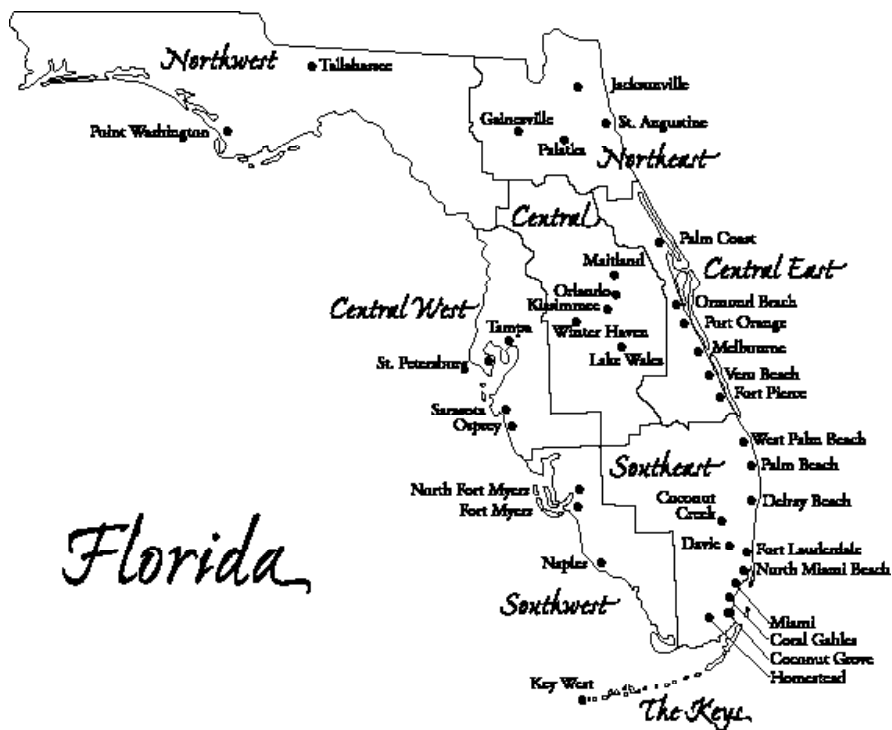 Northwest
Tallahassee
Jacksonville
Gainesville
St. Augustine
Point Washington
Palatka
Northeast
Central
Palm Coast
Maitland
Central East
Orlando
Central West
Ormond Beach
Kissimmee
Port Orange
Winter Haven
Tampa
Melbourne
Lake Wales
St. Petersburg
Vero Beach
Fort Pierce
Sarasota
Osprey
West Palm Beach
Southeast
Palm Beach
North Fort Myers
Coconut
Creek
Delray Beach
Fort Myers
Florida
Davie
Fort Lauderdale
Naples
North Miami Beach
Southwest
Miami
Coral Gables
Coconut Grove
Homestead
Key West
The Keys